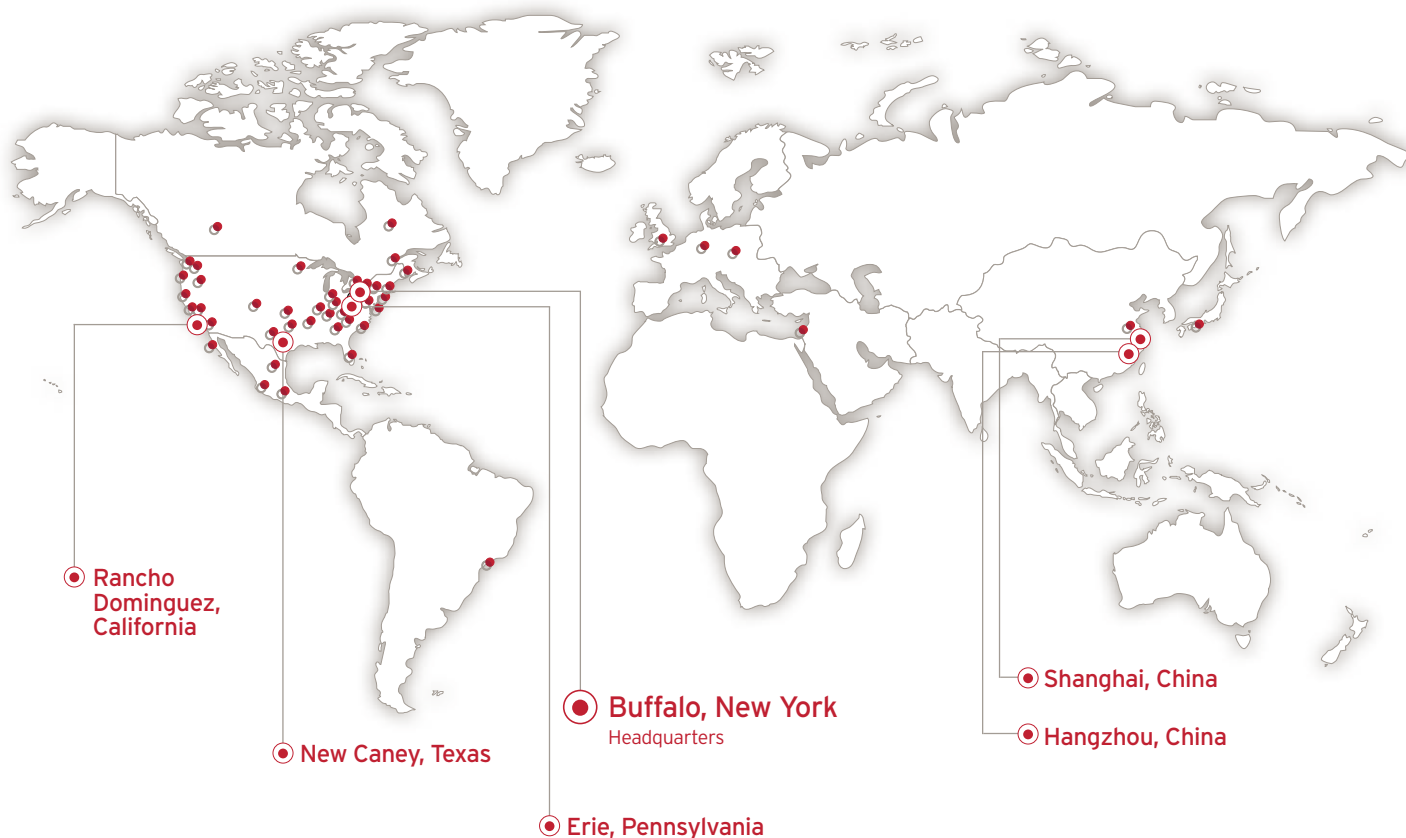 Rancho
Dominguez,
California
New Caney, Texas
Buffalo, New York
Headquarters
Erie, Pennsylvania
Shanghai, China
Hangzhou, China